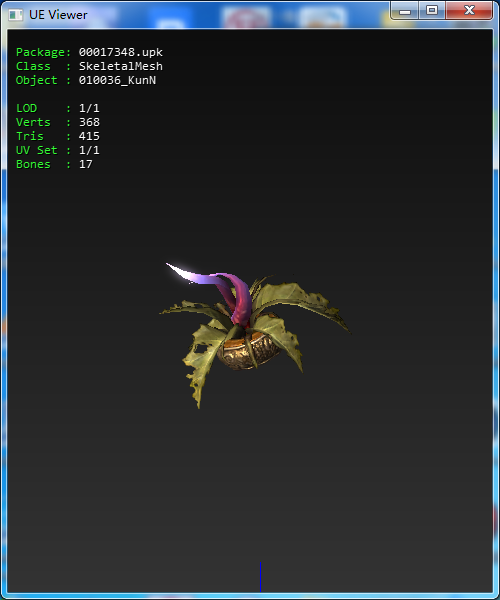 UE Viewer
Package: 00017348.upk
Class : SkeletalMesh
Object : 010036_KunN
LOD : 1/1
Verts : 368
Tris : 415
UV Set : 1/1
Bones : 17